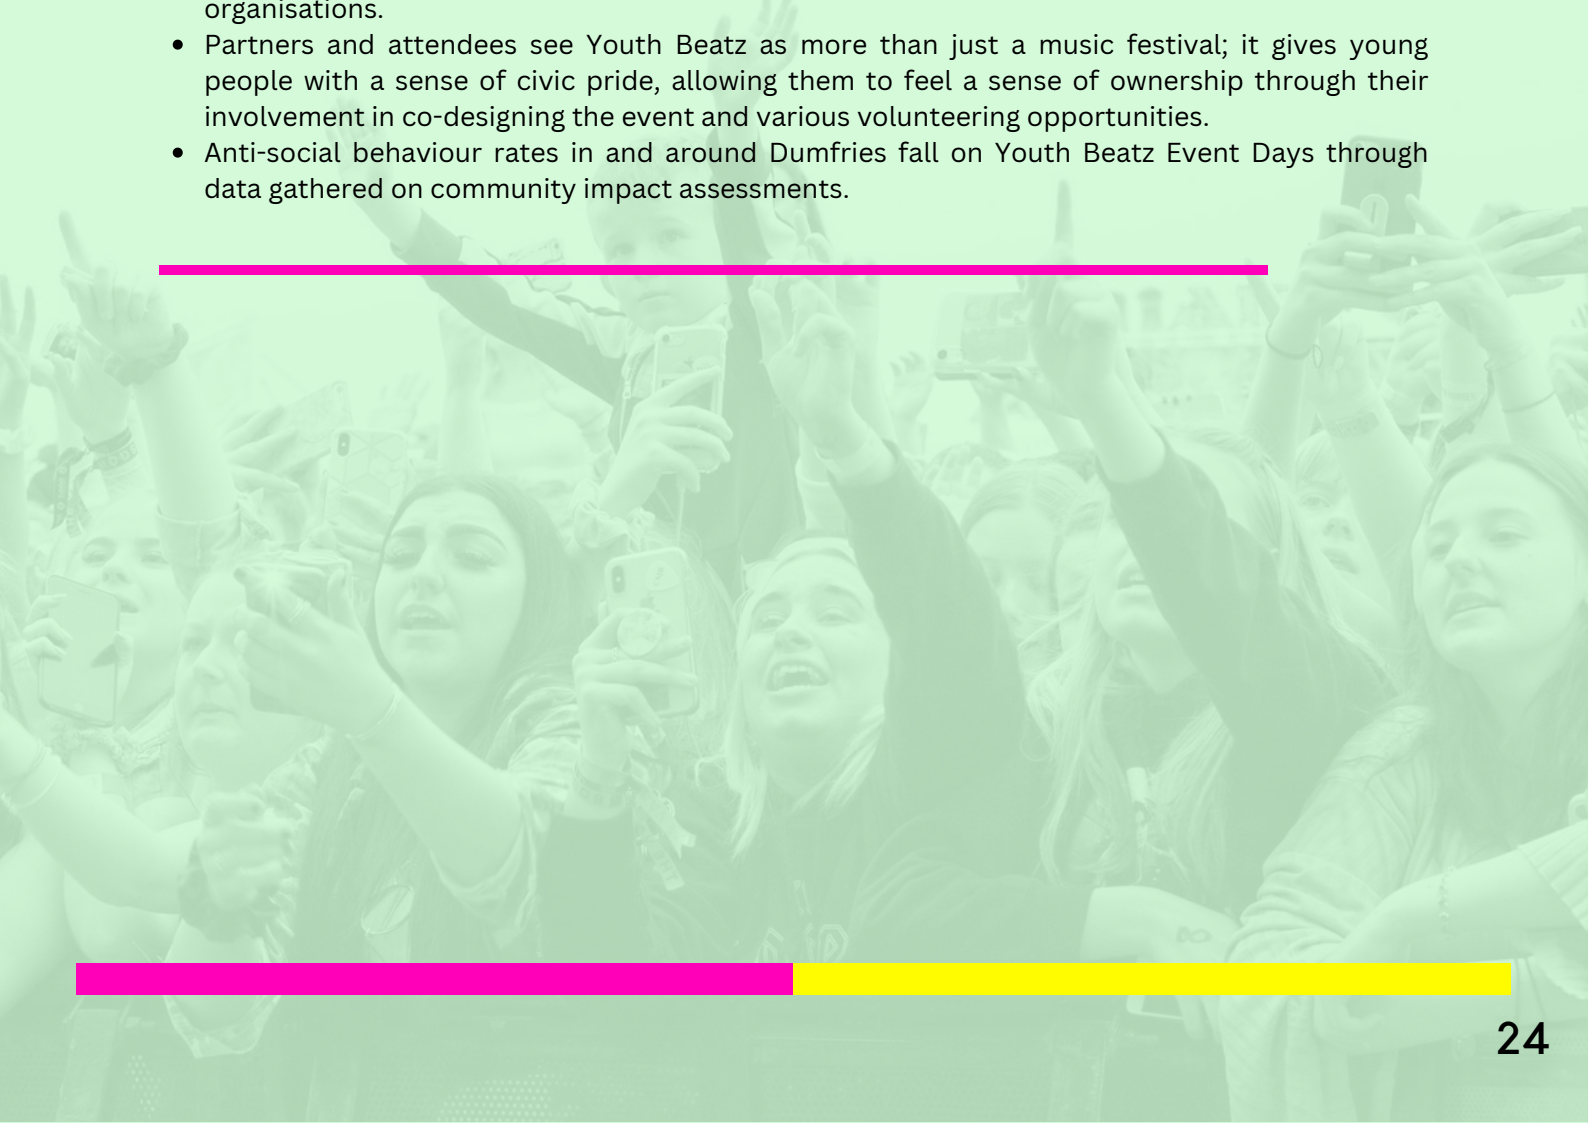 organisations.
• Partners and attendees see Youth Beatz as more than just a music festival; it gives young
people with a sense of civic pride, allowing them to feel a sense of ownership through their
involvement in co-designing the event and various volunteering opportunities.
• Anti-social behaviour rates in and around Dumfries fall on Youth Beatz Event Days through
data gathered on community impact assessments.
24